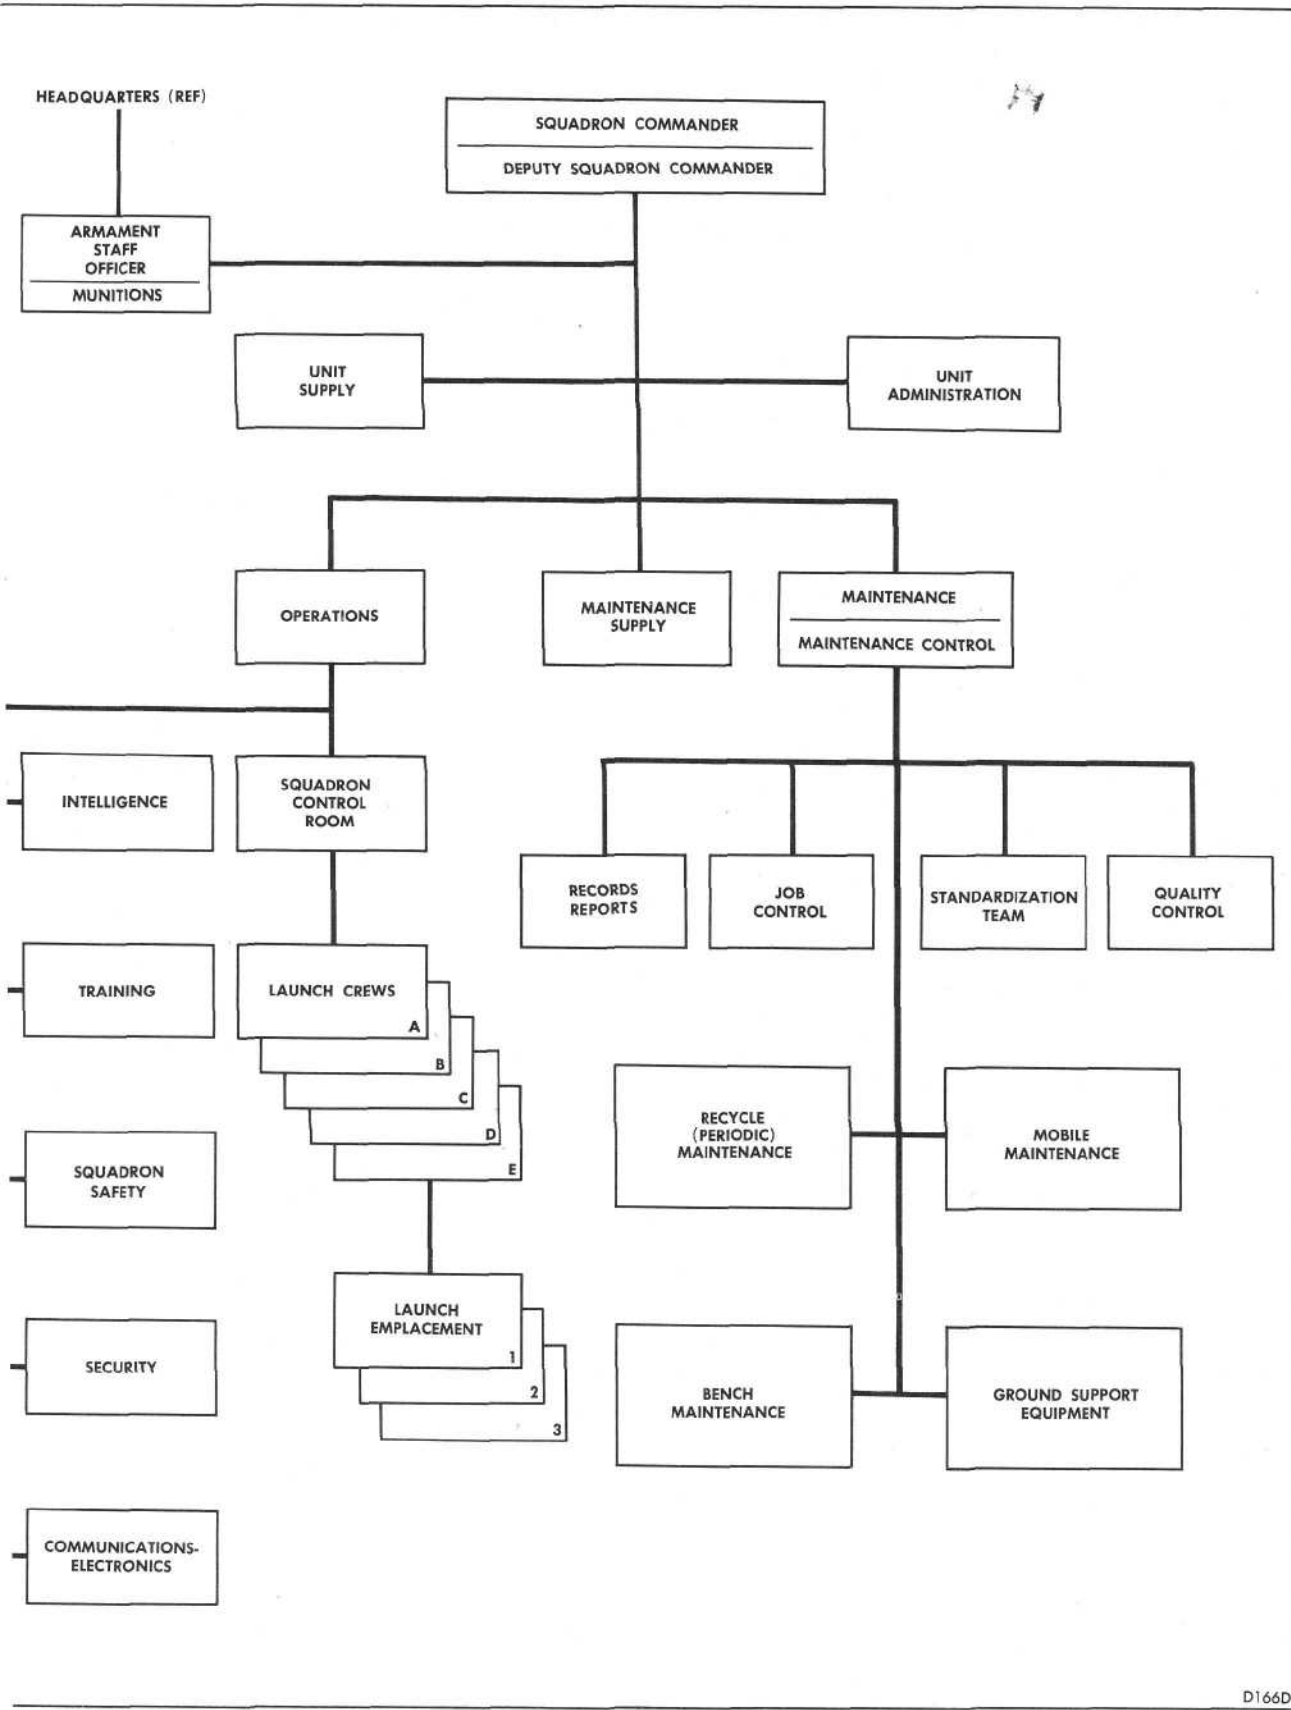 HEADQUARTERS (REF)
SQUADRON COMMANDER
DEPUTY SQUADRON COMMANDER
ARMAMENT
STAFF
OFFICER
MUNITIONS
UNIT
SUPPLY
UNIT
ADMINISTRATION
OPERATIONS
MAINTENANCE
SUPPLY
MAINTENANCE
MAINTENANCE CONTROL
INTELLIGENCE
SQUADRON
CONTROL
ROOM
RECORDS
REPORTS
JOB
CONTROL
STANDARDIZATION
TEAM
QUALITY
CONTROL
TRAINING
LAUNCH CREWS
A
B
C
D
E
RECYCLE
(PERIODIC)
MAINTENANCE
MOBILE
MAINTENANCE
SQUADRON
SAFETY
LAUNCH
EMPLACEMENT
1
2
3
SECURITY
BENCH
MAINTENANCE
GROUND SUPPORT
EQUIPMENT
COMMUNICATIONS-
ELECTRONICS
D166D